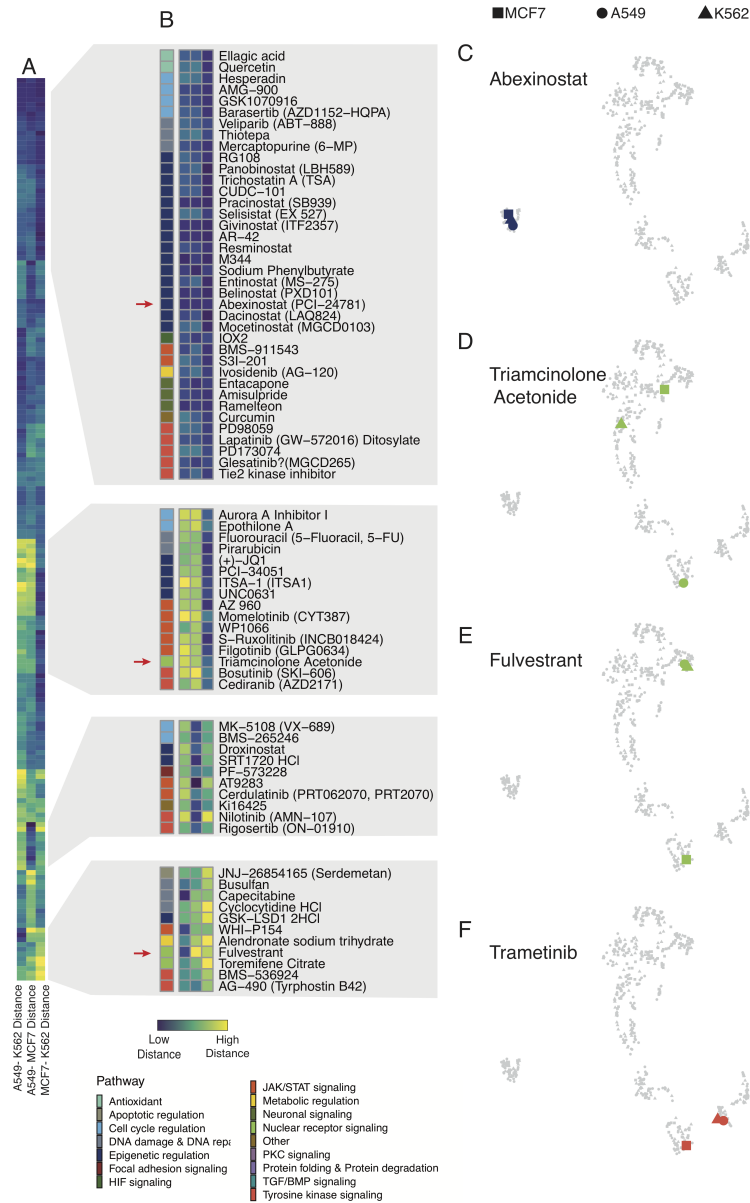 MCF7
A549
K562
A
B
Ellagic acid
Quercetin
Hesperadin
AMG−900
GSK1070916
Barasertib (AZD1152−HQPA)
Veliparib (ABT−888)
Thiotepa
Mercaptopurine (6−MP)
RG108
Panobinostat (LBH589)
Trichostatin A (TSA)
CUDC−101
Pracinostat (SB939)
Selisistat (EX 527)
Givinostat (ITF2357)
AR−42
Resminostat
M344
Sodium Phenylbutyrate
Entinostat (MS−275)
Belinostat (PXD101)
Abexinostat (PCI−24781)
Dacinostat (LAQ824)
Mocetinostat (MGCD0103)
IOX2
BMS−911543
S3I−201
Ivosidenib (AG−120)
Entacapone
Amisulpride
Ramelteon
Curcumin
PD98059
Lapatinib (GW−572016) Ditosylate
PD173074
Glesatinib?(MGCD265)
Tie2 kinase inhibitor
Aurora A Inhibitor I
Epothilone A
Fluorouracil (5−Fluoracil, 5−FU)
Pirarubicin
(+)−JQ1
PCI−34051
ITSA−1 (ITSA1)
UNC0631
AZ 960
Momelotinib (CYT387)
WP1066
S−Ruxolitinib (INCB018424)
Filgotinib (GLPG0634)
Triamcinolone Acetonide
Bosutinib (SKI−606)
Cediranib (AZD2171)
MK−5108 (VX−689)
BMS−265246
Droxinostat
SRT1720 HCl
PF−573228
AT9283
Cerdulatinib (PRT062070, PRT2070)
Ki16425
Nilotinib (AMN−107)
Rigosertib (ON−01910)
JNJ−26854165 (Serdemetan)
Busulfan
Capecitabine
Cyclocytidine HCl
GSK−LSD1 2HCl
WHI−P154
Alendronate sodium trihydrate
Fulvestrant
Toremifene Citrate
BMS−536924
AG−490 (Tyrphostin B42)
A549- K562 Distance
A549- MCF7 Distance
MCF7- K562 Distance
Low
Distance
High
Distance
Pathway
Antioxidant
Apoptotic regulation
Cell cycle regulation
DNA damage & DNA repa
Epigenetic regulation
Focal adhesion signaling
HIF signaling
JAK/STAT signaling
Metabolic regulation
Neuronal signaling
Nuclear receptor signaling
Other
PKC signaling
Protein folding & Protein degradation
TGF/BMP signaling
Tyrosine kinase signaling
C
Abexinostat
D
Triamcinolone
Acetonide
E
Fulvestrant
F
Trametinib